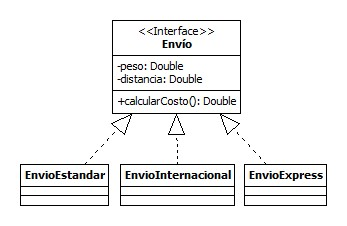 <<Interface>>
Envío
-peso: Double
-distancia: Double
+calcularCosto(): Double
EnvioEstandar
EnvioInternacional
EnvioExpress